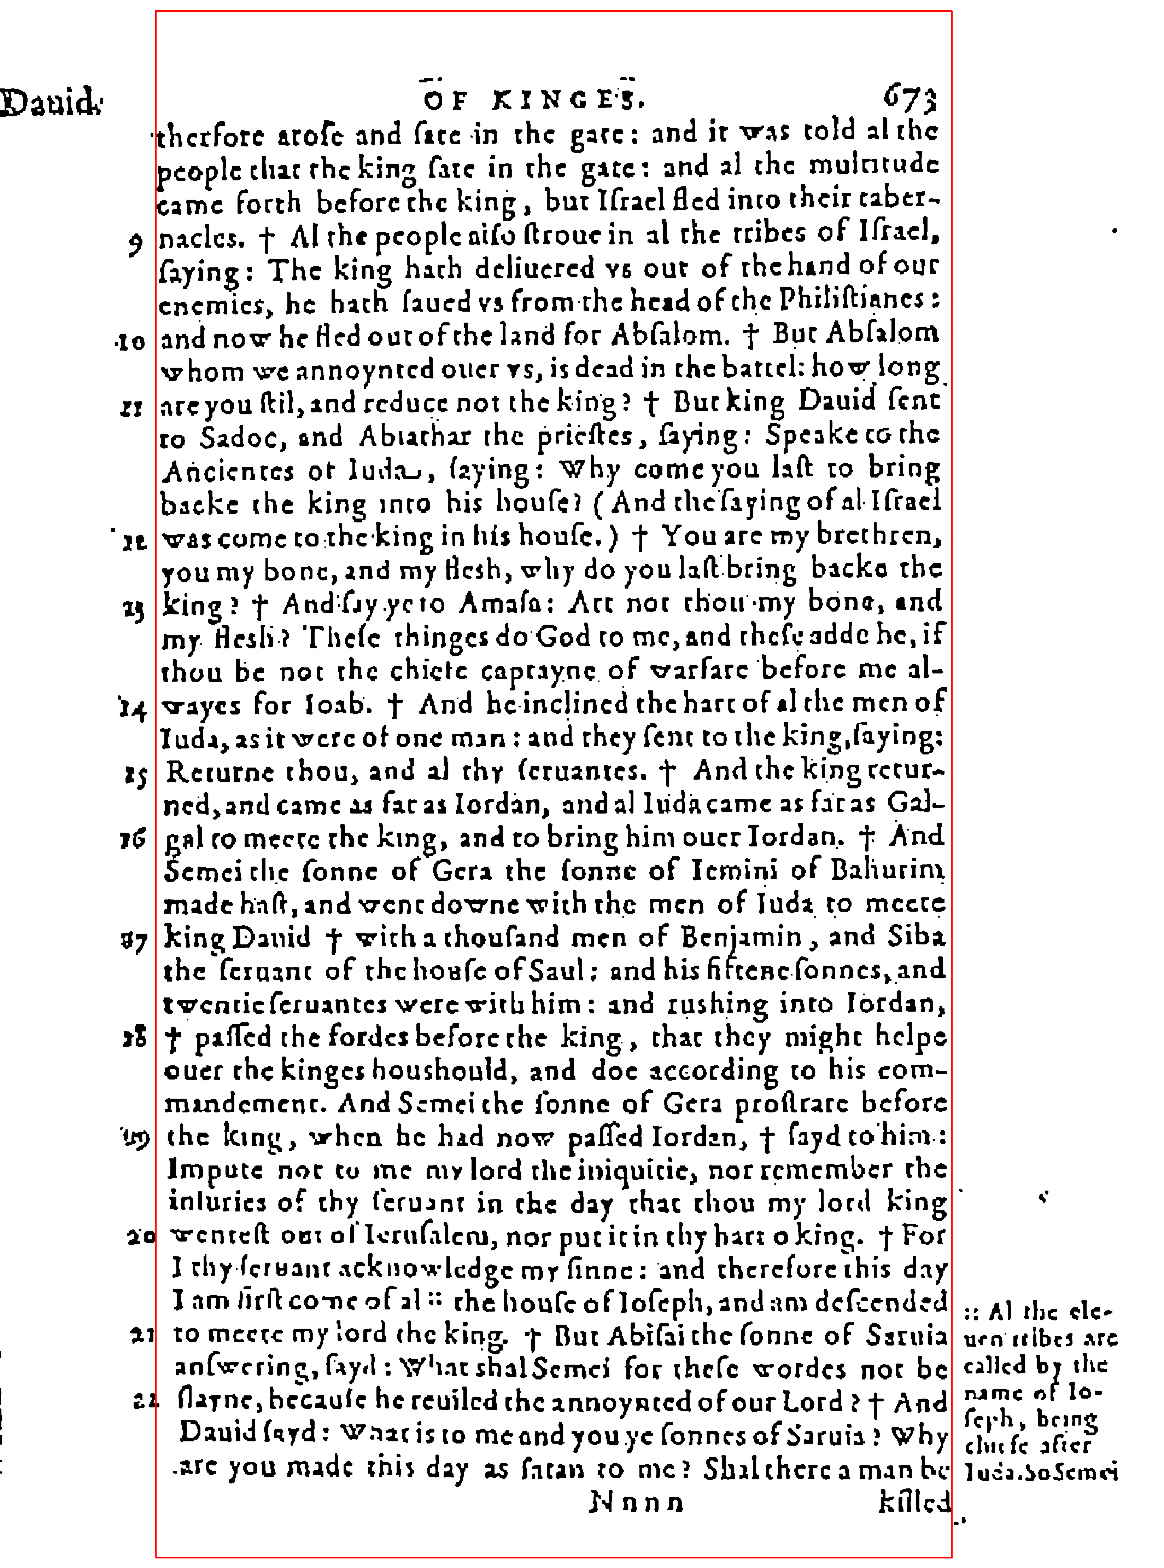 Dauid.
OF KINGES.
673
therfore arose and sate in the gate: and it was told al the
people that the king sate in the gate: and al the multitude
came forth before the king, but Israel fled into their taber-
9 nacles. † Al the people also stroue in al the tribes of Israel,
saying: The king hath deliuered vs out of the hand of our
enemies, he hath saued vs from the head of the Philistianes:
10 and now he fled out of the land for Absalom. † But Absalom
whom we annoynted ouer vs, is dead in the battel: how long
11 are you stil, and reduce not the king? † But king Dauid sent
to Sadoc, and Abiathar the priestes, saying: Speake to the
Ancientes of Iuda, saying: Why come you last to bring
backe the king into his house? (And the saying of al Israel
12 was come to the king in his house.) † You are my brethren,
you my bone, and my flesh, why do you last bring backe the
13 king? † And say ye to Amasa: Art not thou my bone, and
my flesh? These thinges do God to me, and these adde he, if
thou be not the chiefe captayne of warfare before me al-
14 wayes for Ioab. † And he inclined the hart of al the men of
Iuda, as it were of one man: and they sent to the king, saying:
15 Returne thou, and al thy seruantes. † And the king retur-
ned, and came as far as Iordan, and al Iuda came as far as Gal-
16 gal to meete the king, and to bring him ouer Iordan. † And
Semei the sonne of Gera the sonne of Iemini of Bahurim
made hast, and went downe with the men of Iuda to meete
17 king Dauid † with a thousand men of Benjamin, and Siba
the seruant of the house of Saul: and his fiftene sonnes, and
twentie seruantes were with him: and rushing into Iordan,
18 † passed the fordes before the king, that they might helpe
ouer the kinges houshould, and doe according to his com-
mandement. And Semei the sonne of Gera prostrate before
19 the king, when he had now passed Iordan, † sayd to him:
Impute not to me my lord the iniquitie, nor remember the
iniuries of thy seruant in the day that thou my lord king
20 wentest out of Ierusalem, nor put it in thy hart o king. † For
I thy seruant acknowledge my sinne: and therefore this day
I am first come of al :: the house of Ioseph, and am descended
21 to meete my lord the king. † But Abisai the sonne of Saruia
answering, sayd: What shal Semei for these wordes not be
22 slayne, because he reuiled the annoynted of our Lord? † And
Dauid sayd: What is to me and you ye sonnes of Saruia? Why
are you made this day as satan to me? Shal there a man be
Nnnn
killed
:: Al the ele-
uen tribes are
called by the
name of Io-
seph, being
chiefe after
Iuda. So Semei